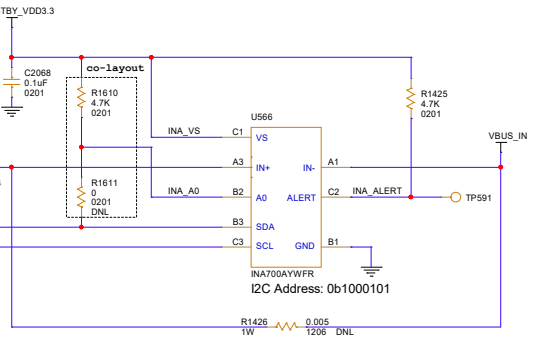 TBY_VDD3.3
C2068
0.1uF
0201
co-layout
R1610
4.7K
0201
R1425
4.7K
0201
U566
VBUS_IN
INA_VS C1 VS
A3 IN+ IN- A1
R1611
0
0201
DNL
INA_A0 B2 A0 ALERT C2 INA_ALERT TP591
B3 SDA
C3 SCL GND B1
INA700AYWFR
I2C Address: 0b1000101
R1426 0.005
1W 1206 DNL